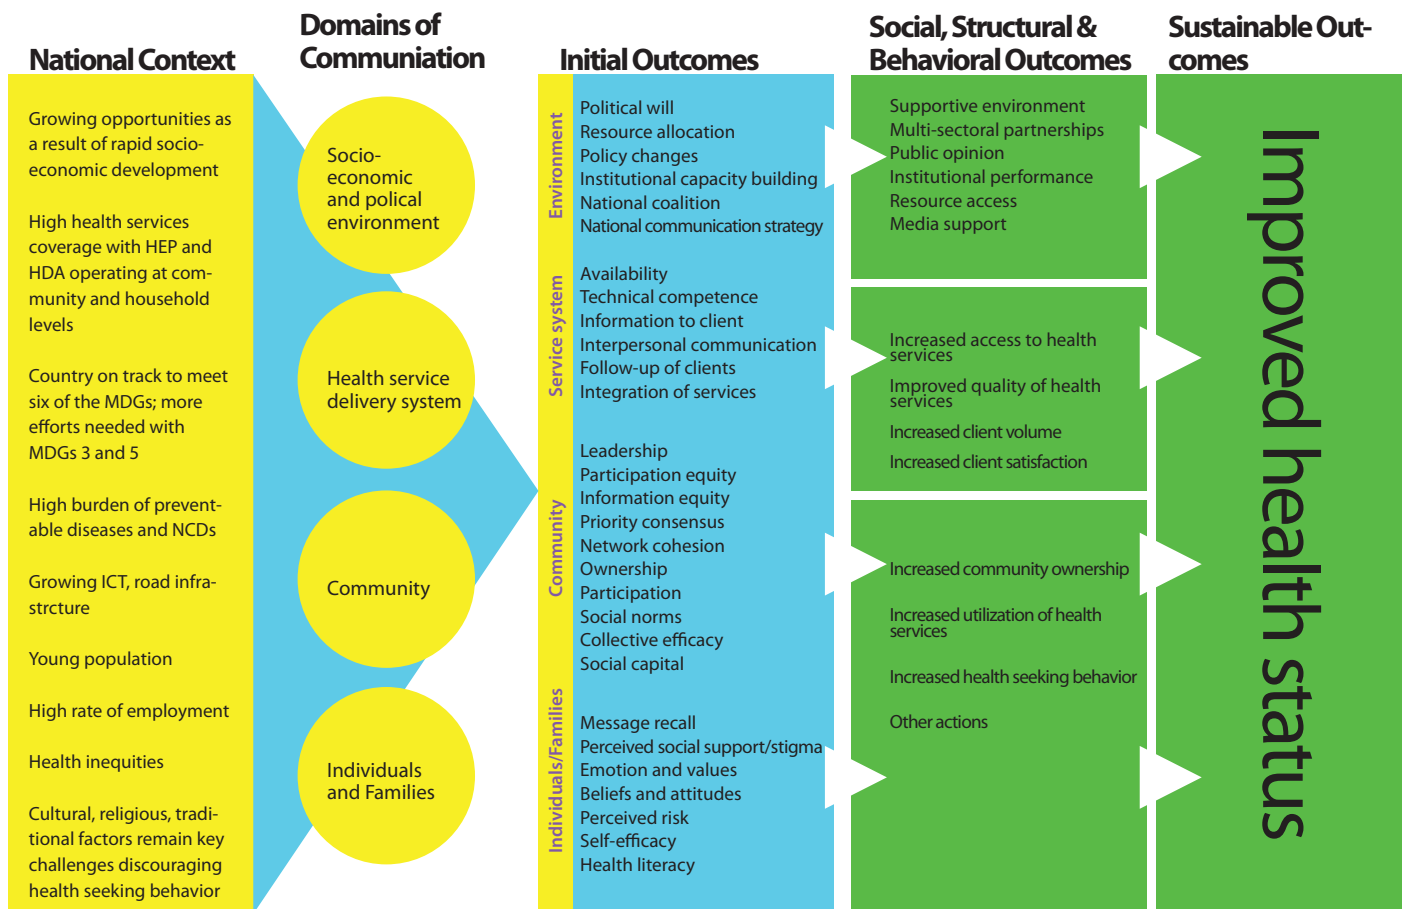 National Context
Growing opportunities as
a result of rapid socio-
economic development
High health services
coverage with HEP and
HDA operating at com-
munity and household
levels
Country on track to meet
six of the MDGs; more
efforts needed with
MDGs 3 and 5
High burden of prevent-
able diseases and NCDs
Growing ICT, road infra-
strcture
Young population
High rate of employment
Health inequities
Cultural, religious, tradi-
tional factors remain key
challenges discouraging
health seeking behavior
Domains of
Communiation
Socio-
economic
and polical
environment
Health service
delivery system
Community
Individuals
and Families
Initial Outcomes
Environment
Political will
Resource allocation
Policy changes
Institutional capacity building
National coalition
National communication strategy
Service system
Availability
Technical competence
Information to client
Interpersonal communication
Follow-up of clients
Integration of services
Community
Leadership
Participation equity
Information equity
Priority consensus
Network cohesion
Ownership
Participation
Social norms
Collective efficacy
Social capital
Individuals/Families
Message recall
Perceived social support/stigma
Emotion and values
Beliefs and attitudes
Perceived risk
Self-efficacy
Health literacy
Social, Structural &
Behavioral Outcomes
Supportive environment
Multi-sectoral partnerships
Public opinion
Institutional performance
Resource access
Media support
Increased access to health
services
Improved quality of health
services
Increased client volume
Increased client satisfaction
Increased community ownership
Increased utilization of health
services
Increased health seeking behavior
Other actions
Sustainable Out-
comes
Improved health status